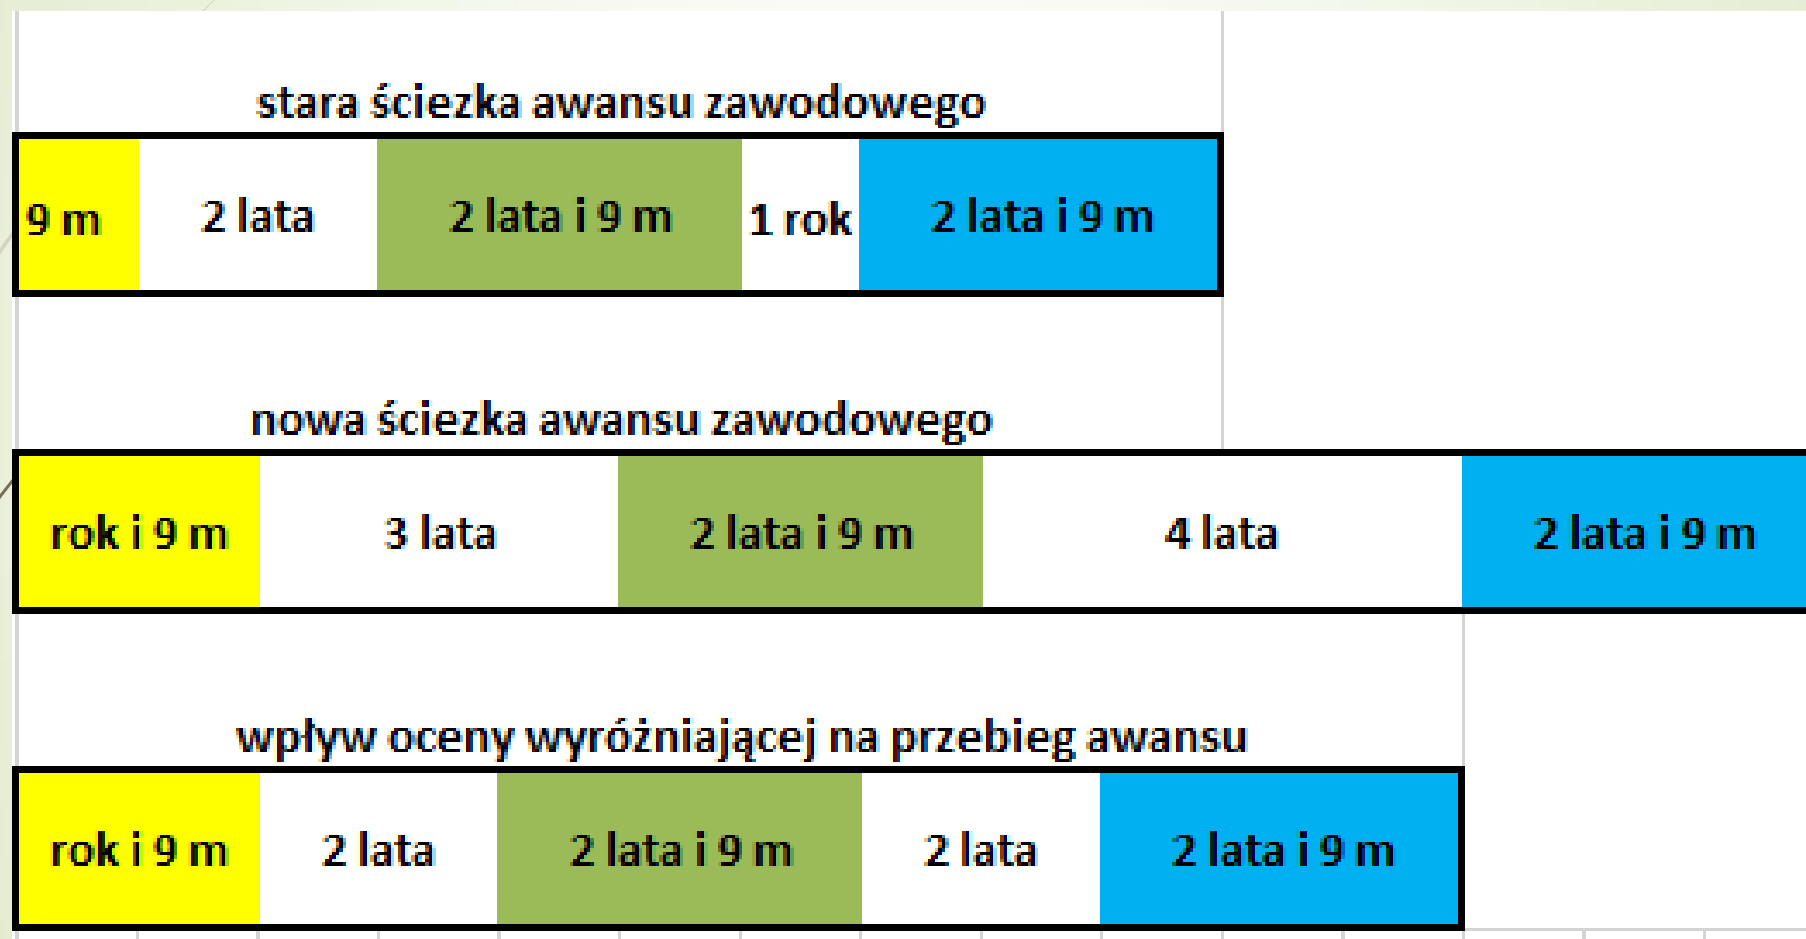 stara ściezka awansu zawodowego
9 m 2 lata 2 lata i 9 m 1 rok 2 lata i 9 m
nowa ściezka awansu zawodowego
rok i 9 m 3 lata 2 lata i 9 m 4 lata 2 lata i 9 m
wpływ oceny wyróżniającej na przebieg awansu
rok i 9 m 2 lata 2 lata i 9 m 2 lata 2 lata i 9 m